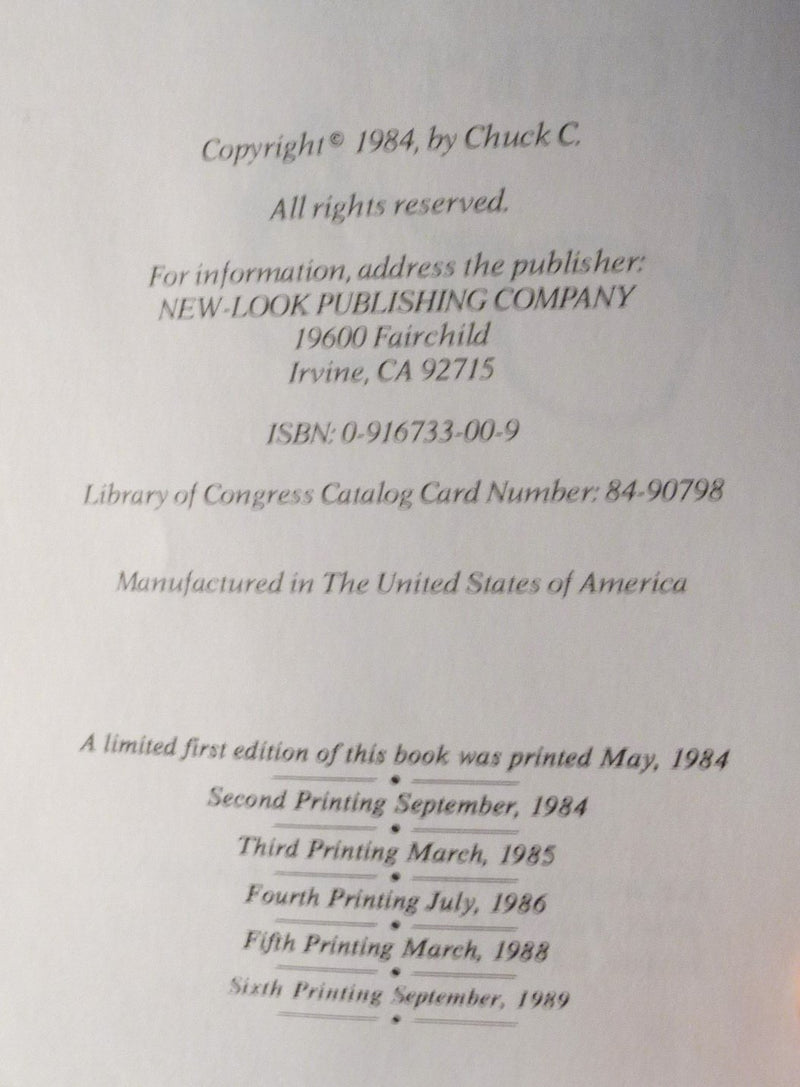 Copyright © 1984, by Chuck C.
All rights reserved.
For information, address the publisher:
NEW-LOOK PUBLISHING COMPANY
19600 Fairchild
Irvine, CA 92715
ISBN: 0-916733-00-9
Library of Congress Catalog Card Number: 84-90798
Manufactured in The United States of America
A limited first edition of this book was printed May, 1984
Second Printing September, 1984
Third Printing March, 1985
Fourth Printing July, 1986
Fifth Printing March, 1988
Sixth Printing September, 1989